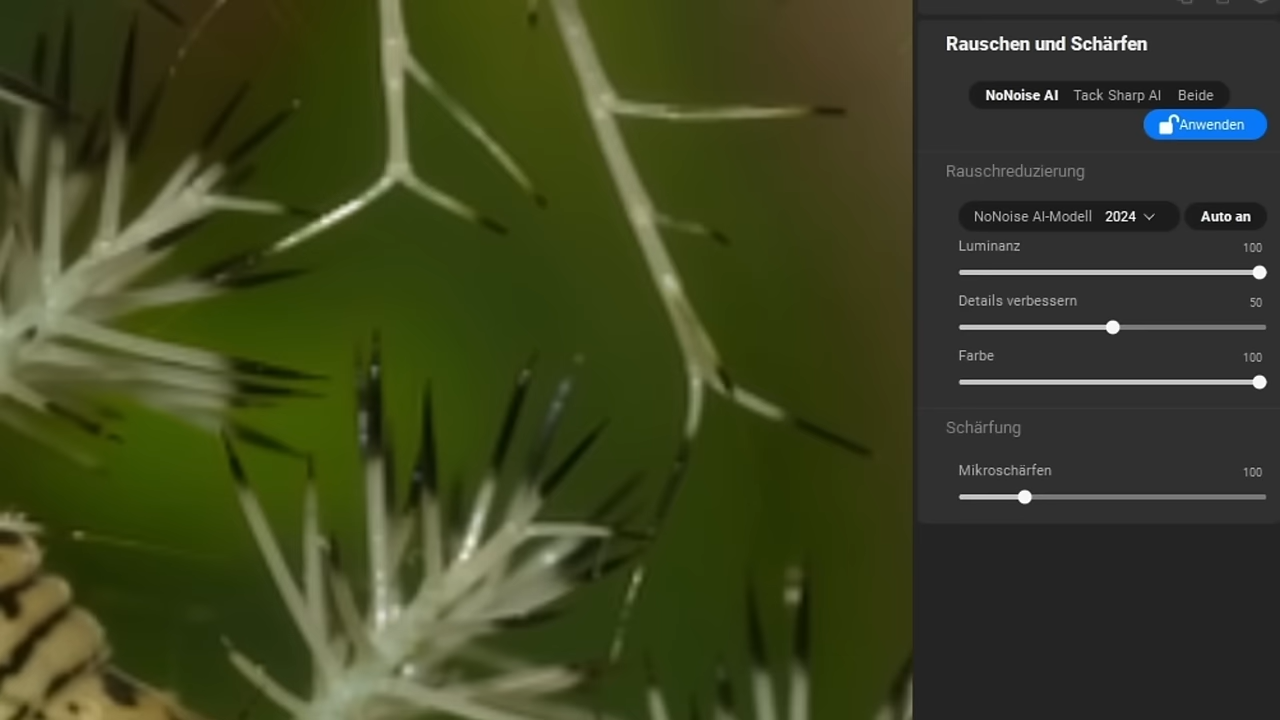 Rauschen und Schärfen
NoNoise AI Tack Sharp AI Beide
Anwenden
Rauschreduzierung
NoNoise AI-Modell 2024 Auto an
Luminanz 100
Details verbessern 50
Farbe 100
Schärfung
Mikroschärfen 100